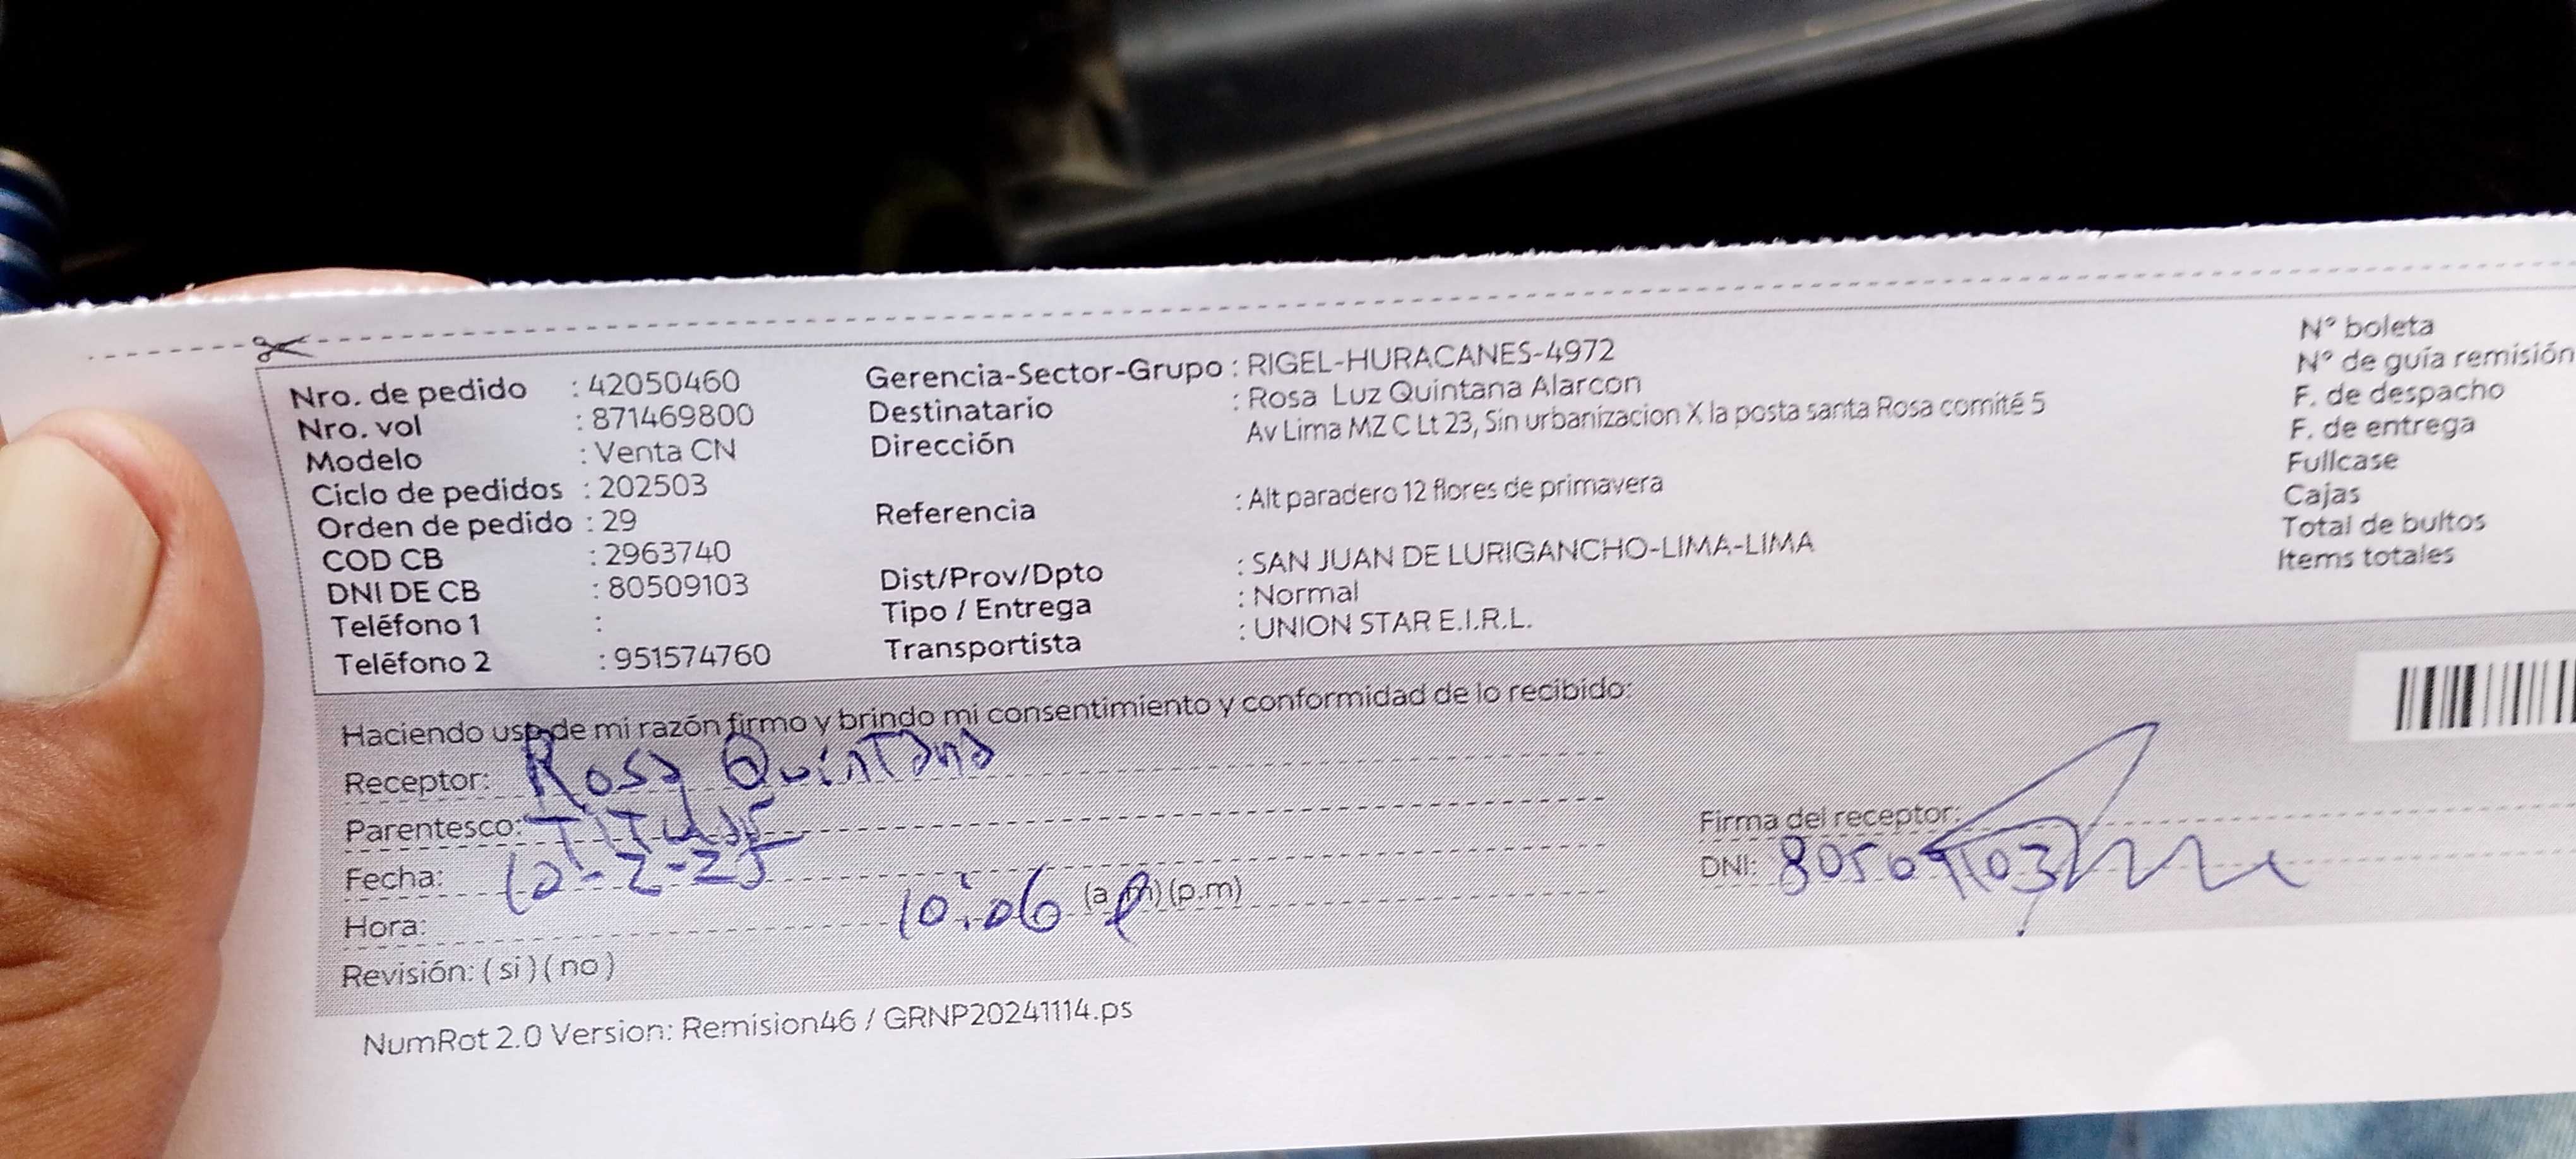 Nro. de pedido : 42050460
Nro. vol : 871469800
Modelo : Venta CN
Ciclo de pedidos : 202503
Orden de pedido : 29
COD CB : 2963740
DNI DE CB : 80509103
Teléfono 1 :
Teléfono 2 : 951574760
Gerencia-Sector-Grupo : RIGEL-HURACANES-4972
Destinatario : Rosa Luz Quintana Alarcon
Dirección Av Lima MZ C Lt 23, Sin urbanizacion X la posta santa Rosa comité 5
Referencia : Alt paradero 12 flores de primavera
Dist/Prov/Dpto : SAN JUAN DE LURIGANCHO-LIMA-LIMA
Tipo / Entrega : Normal
Transportista : UNION STAR E.I.R.L.
N° boleta
N° de guía remisión
F. de despacho
F. de entrega
Fullcase
Cajas
Total de bultos
Items totales
Haciendo uso de mi razón firmo y brindo mi consentimiento y conformidad de lo recibido:
Receptor: Rosa Quintana
Parentesco:
Fecha: 12-2-25
Hora: 10:06 (a.m) (p.m)
Revisión: ( si ) ( no )
Firma del receptor:
DNI: 80509103
NumRot 2.0 Version: Remision46 / GRNP20241114.ps